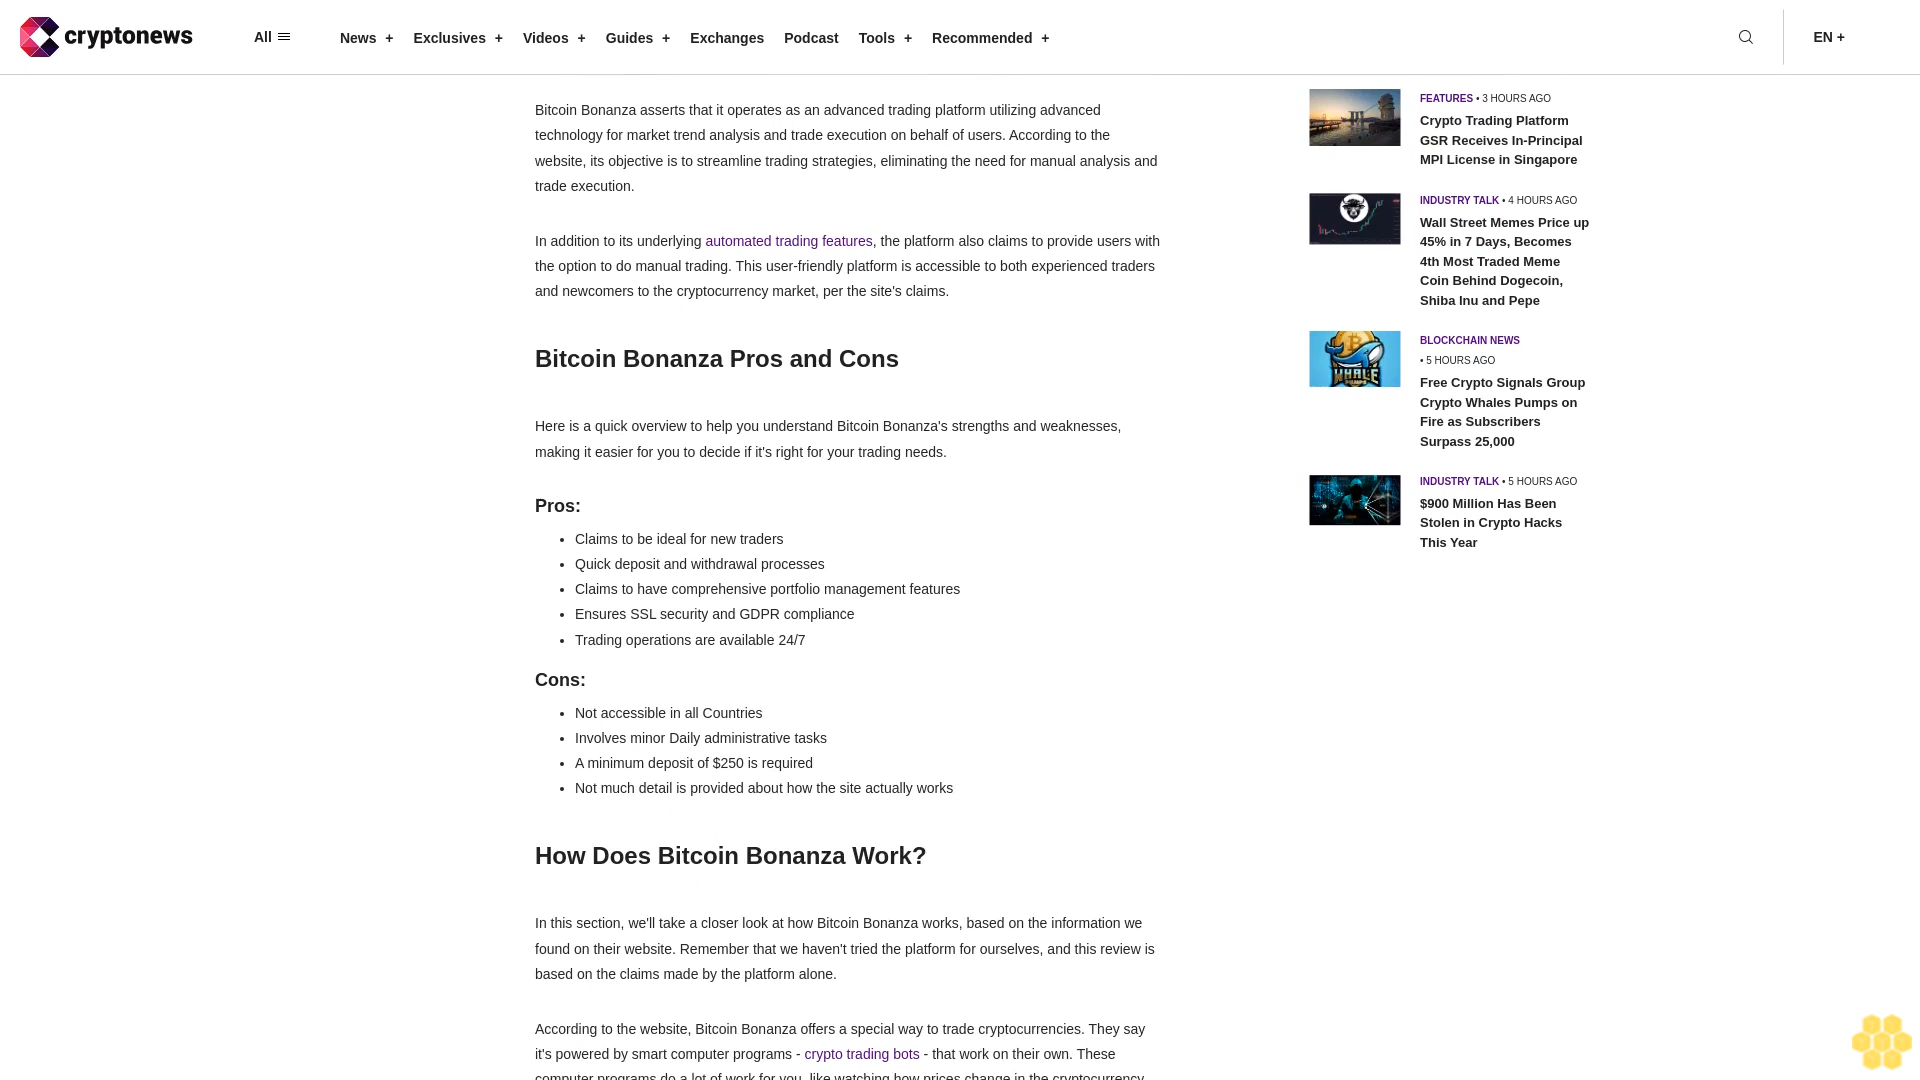 cryptonews
All
News + Exclusives + Videos + Guides + Exchanges Podcast Tools + Recommended +
EN +
Bitcoin Bonanza asserts that it operates as an advanced trading platform utilizing advanced
technology for market trend analysis and trade execution on behalf of users. According to the
website, its objective is to streamline trading strategies, eliminating the need for manual analysis and
trade execution.
In addition to its underlying automated trading features, the platform also claims to provide users with
the option to do manual trading. This user-friendly platform is accessible to both experienced traders
and newcomers to the cryptocurrency market, per the site's claims.
Bitcoin Bonanza Pros and Cons
Here is a quick overview to help you understand Bitcoin Bonanza's strengths and weaknesses,
making it easier for you to decide if it's right for your trading needs.
Pros:
• Claims to be ideal for new traders
• Quick deposit and withdrawal processes
• Claims to have comprehensive portfolio management features
• Ensures SSL security and GDPR compliance
• Trading operations are available 24/7
Cons:
• Not accessible in all Countries
• Involves minor Daily administrative tasks
• A minimum deposit of $250 is required
• Not much detail is provided about how the site actually works
How Does Bitcoin Bonanza Work?
In this section, we'll take a closer look at how Bitcoin Bonanza works, based on the information we
found on their website. Remember that we haven't tried the platform for ourselves, and this review is
based on the claims made by the platform alone.
According to the website, Bitcoin Bonanza offers a special way to trade cryptocurrencies. They say
it's powered by smart computer programs - crypto trading bots - that work on their own. These
computer programs do a lot of work for you, like watching how prices change in the cryptocurrency
FEATURES • 3 HOURS AGO
Crypto Trading Platform
GSR Receives In-Principal
MPI License in Singapore
INDUSTRY TALK • 4 HOURS AGO
Wall Street Memes Price up
45% in 7 Days, Becomes
4th Most Traded Meme
Coin Behind Dogecoin,
Shiba Inu and Pepe
WHALE
PUMPS
BLOCKCHAIN NEWS
• 5 HOURS AGO
Free Crypto Signals Group
Crypto Whales Pumps on
Fire as Subscribers
Surpass 25,000
INDUSTRY TALK • 5 HOURS AGO
$900 Million Has Been
Stolen in Crypto Hacks
This Year